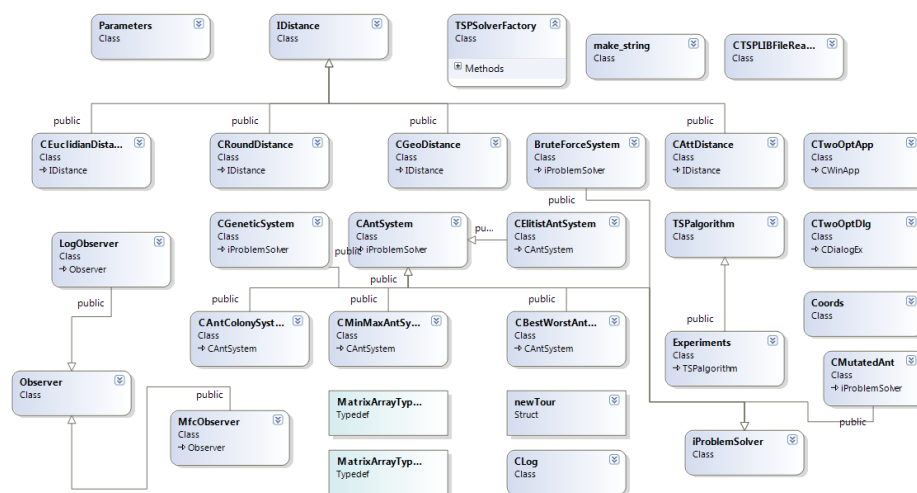 Parameters
Class
IDistance
Class
TSPSolverFactory
Class
Methods
make_string
Class
CTSPLIBFileRea...
Class
public
public
public
public
CEuclidianDista...
Class
IDistance
CRoundDistance
Class
IDistance
CGeoDistance
Class
IDistance
BruteForceSystem
Class
iProblemSolver
CAttDistance
Class
IDistance
CTwoOptApp
Class
CWinApp
public
LogObserver
Class
Observer
CGeneticSystem
Class
iProblemSolver
CAntSystem
Class
iProblemSolver
pu...
CElitistAntSystem
Class
CAntSystem
TSPalgorithm
Class
CTwoOptDlg
Class
CDialogEx
public
public
public
public
public
public
public
CAntColonySyst...
Class
CAntSystem
CMinMaxAntSy...
Class
CAntSystem
CBestWorstAnt...
Class
CAntSystem
Coords
Class
Experiments
Class
TSPalgorithm
CMutatedAnt
Class
iProblemSolver
Observer
Class
public
MfcObserver
Class
Observer
MatrixArrayTyp...
Typedef
newTour
Struct
public
iProblemSolver
Class
MatrixArrayTyp...
Typedef
CLog
Class